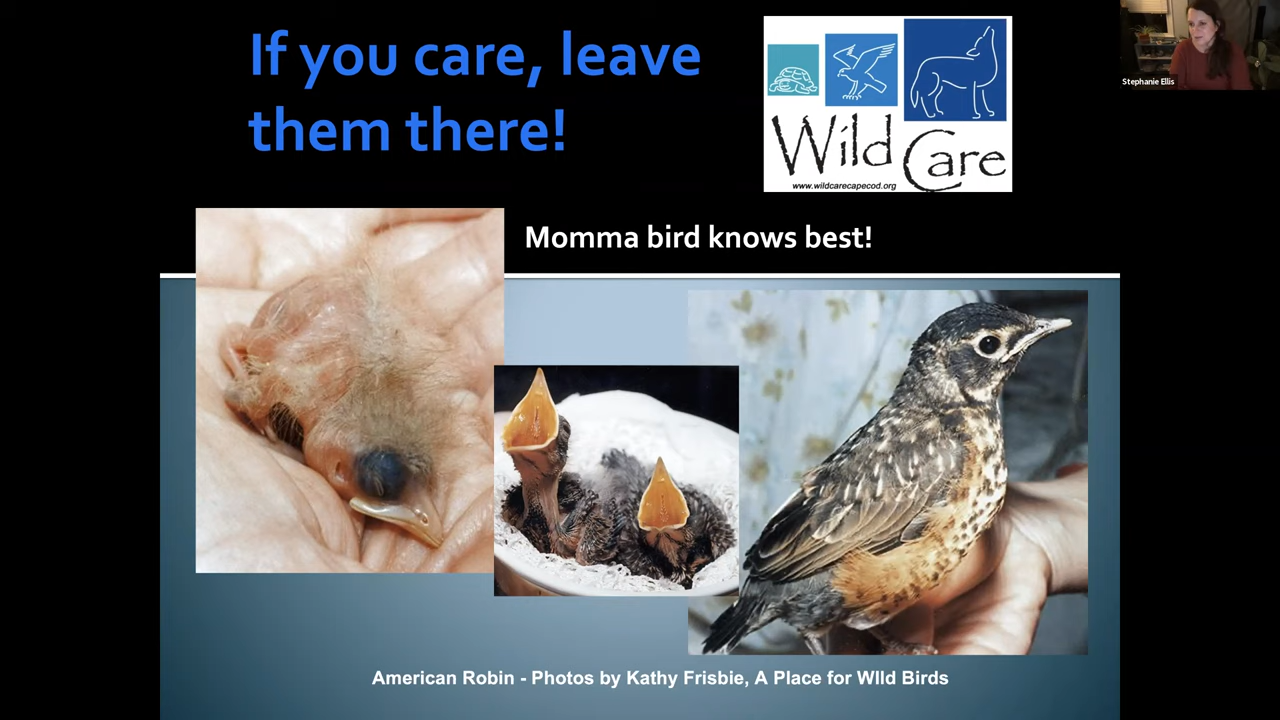 If you care, leave
them there!
Wild Care
www.wildcarecapecod.org
Stephanie Ellis
Momma bird knows best!
American Robin - Photos by Kathy Frisbie, A Place for WIld Birds